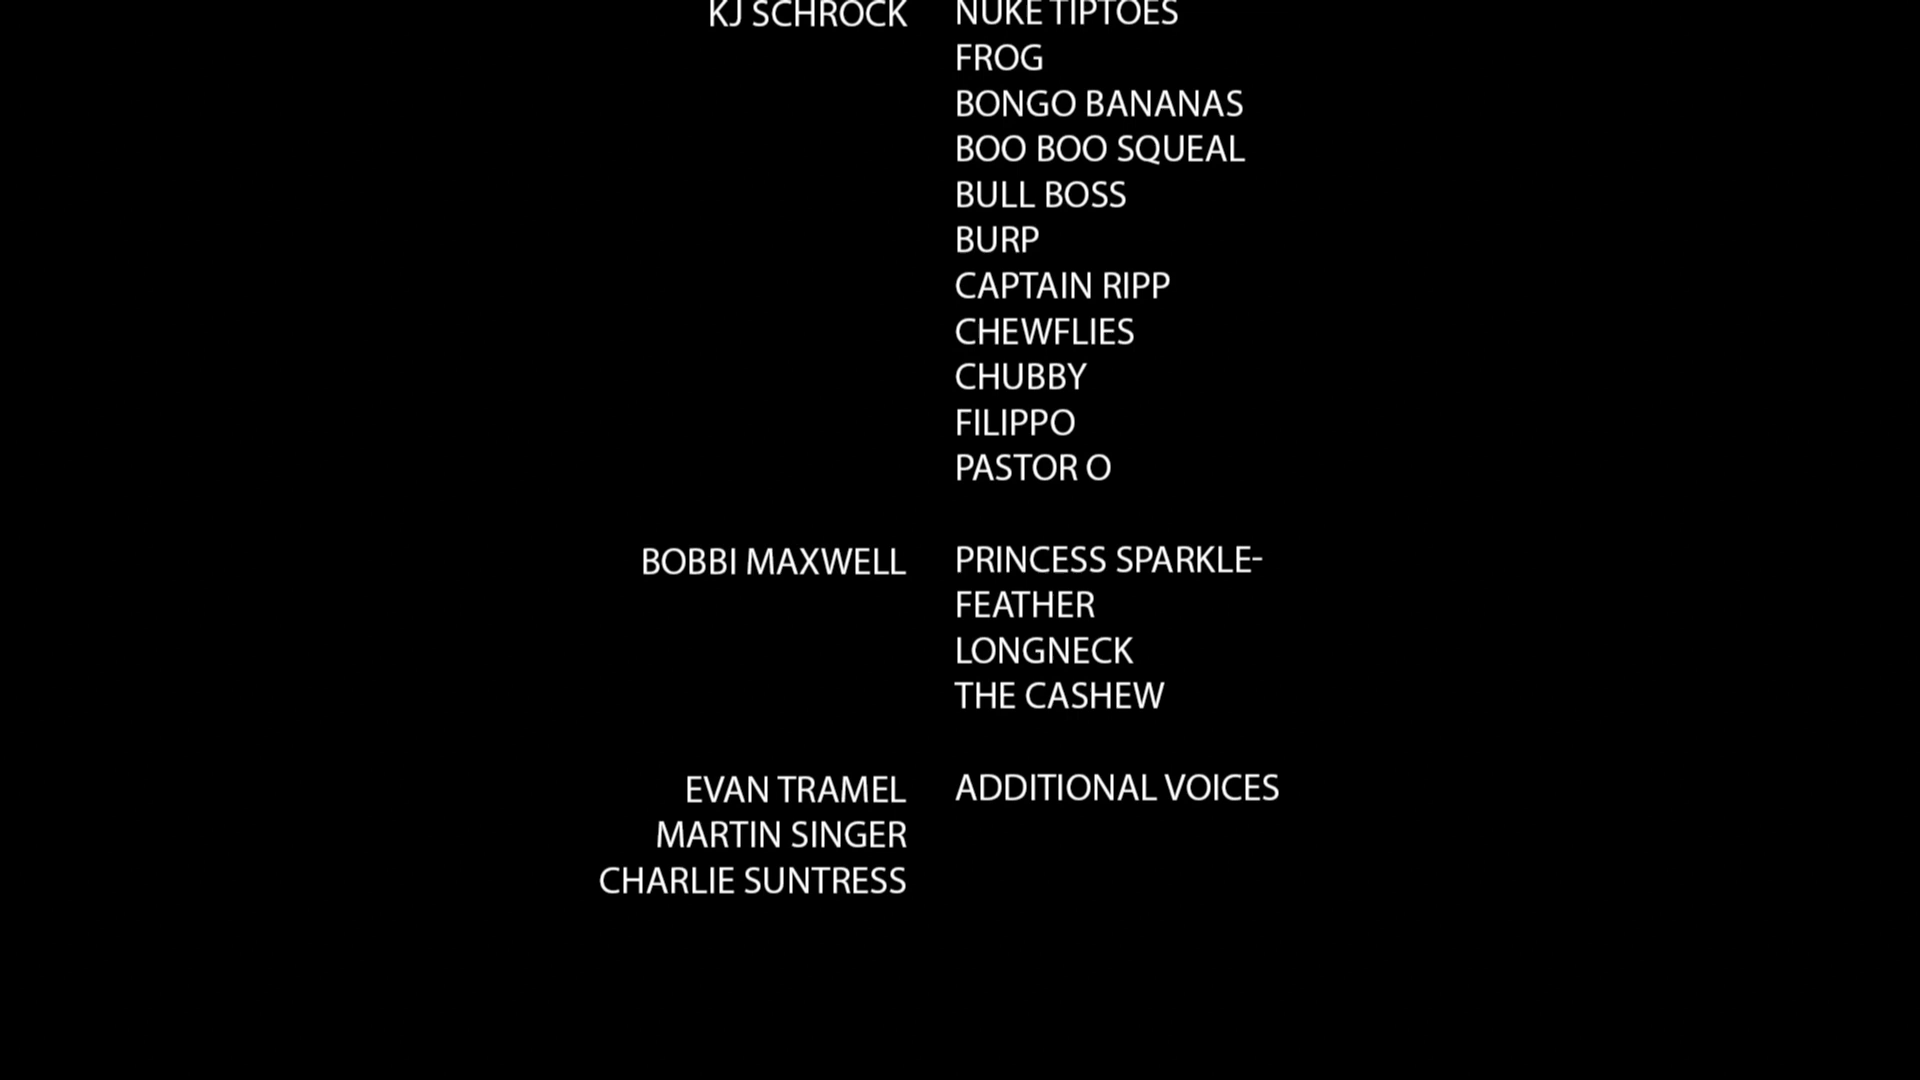 KJ SCHROCK NUKE TIPTOES
FROG
BONGO BANANAS
BOO BOO SQUEAL
BULL BOSS
BURP
CAPTAIN RIPP
CHEWFLIES
CHUBBY
FILIPPO
PASTOR O
BOBBI MAXWELL PRINCESS SPARKLE-
FEATHER
LONGNECK
THE CASHEW
EVAN TRAMEL ADDITIONAL VOICES
MARTIN SINGER
CHARLIE SUNTRESS